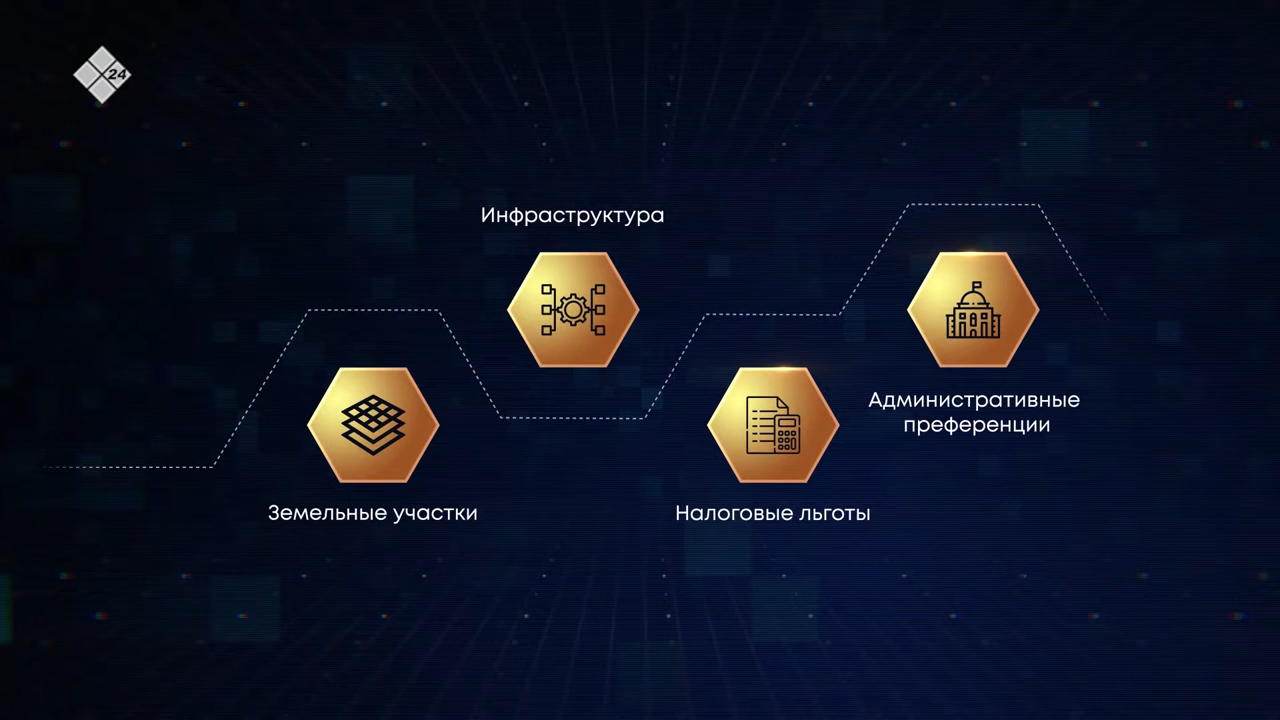 24
Инфраструктура
Земельные участки
Налоговые льготы
Административные
преференции